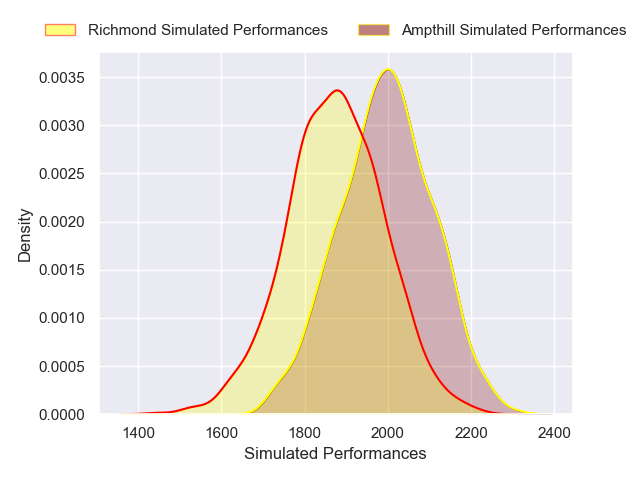 Richmond Simulated Performances
Ampthill Simulated Performances
0.0035
0.0030
0.0025
0.0020
0.0015
0.0010
0.0005
0.0000
Density
1400 1600 1800 2000 2200 2400
Simulated Performances